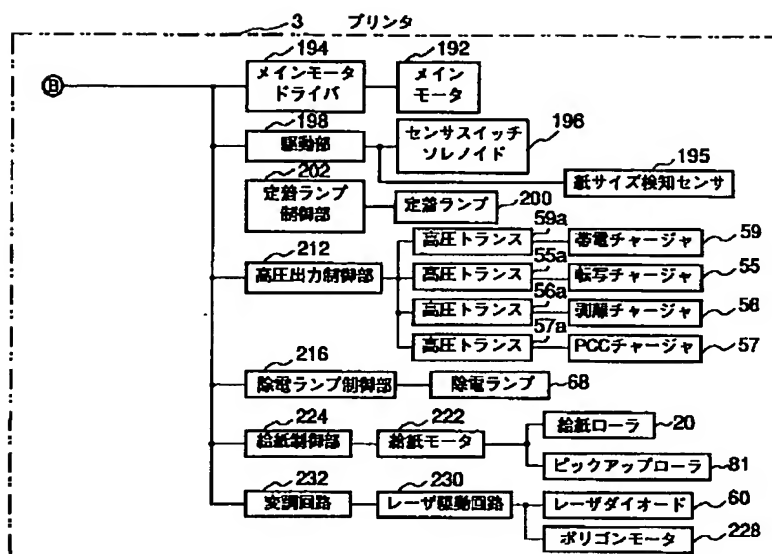 3 プリンタ
B
194
メインモータ
ドライバ
192
メイン
モータ
198
駆動部
センサスイッチ
ソレノイド
196
195
紙サイズ検知センサ
202
定着ランプ
制御部
定着ランプ
200
59a
高圧トランス
帯電チャージャ
59
212
高圧出力制御部
55a
高圧トランス
転写チャージャ
55
56a
高圧トランス
剥離チャージャ
56
57a
高圧トランス
PCCチャージャ
57
216
除電ランプ制御部
除電ランプ
68
224
給紙制御部
222
給紙モータ
給紙ローラ
20
ピックアップローラ
81
232
変調回路
230
レーザ駆動回路
レーザダイオード
60
ポリゴンモータ
228